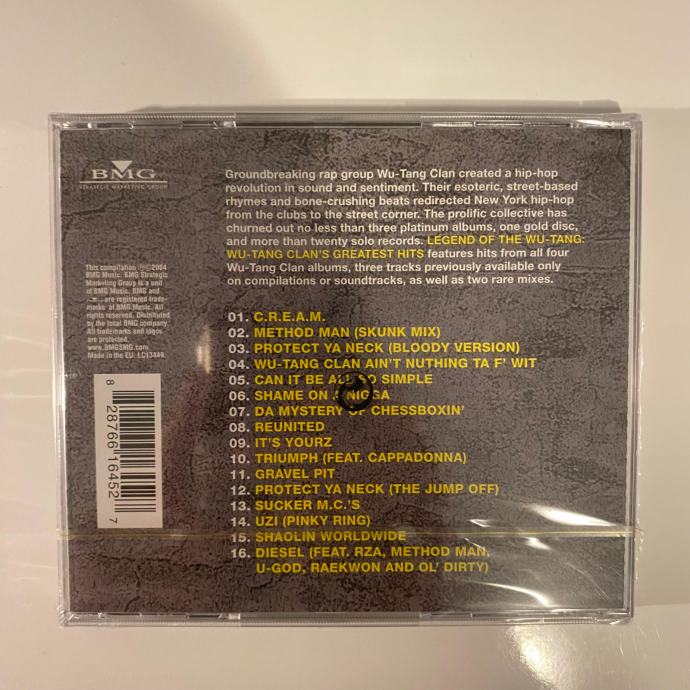 BMG
STRATEGIC MARKETING GROUP
Groundbreaking rap group Wu-Tang Clan created a hip-hop
revolution in sound and sentiment. Their esoteric, street-based
rhymes and bone-crushing beats redirected New York hip-hop
from the clubs to the street corner. The prolific collective has
churned out no less than three platinum albums, one gold disc,
and more than twenty solo records. LEGEND OF THE WU-TANG:
WU-TANG CLAN'S GREATEST HITS features hits from all four
Wu-Tang Clan albums, three tracks previously available only
on compilations or soundtracks, as well as two rare mixes.
This compilation ℗©2004
BMG Music. BMG Strategic
Marketing Group is a unit
of BMG Music. BMG and
are registered trade-
marks of BMG Music. All
rights reserved. Distributed
by the local BMG company.
All trademarks and logos
are protected.
www.BMGSMG.com
Made in the EU. LC13449.
8 28766 16452 7
01. C.R.E.A.M.
02. METHOD MAN (SKUNK MIX)
03. PROTECT YA NECK (BLOODY VERSION)
04. WU-TANG CLAN AIN'T NUTHING TA F' WIT
05. CAN IT BE ALL SO SIMPLE
06. SHAME ON A NIGGA
07. DA MYSTERY OF CHESSBOXIN'
08. REUNITED
09. IT'S YOURZ
10. TRIUMPH (FEAT. CAPPADONNA)
11. GRAVEL PIT
12. PROTECT YA NECK (THE JUMP OFF)
13. SUCKER M.C.'S
14. UZI (PINKY RING)
15. SHAOLIN WORLDWIDE
16. DIESEL (FEAT. RZA, METHOD MAN,
U-GOD, RAEKWON AND OL' DIRTY)